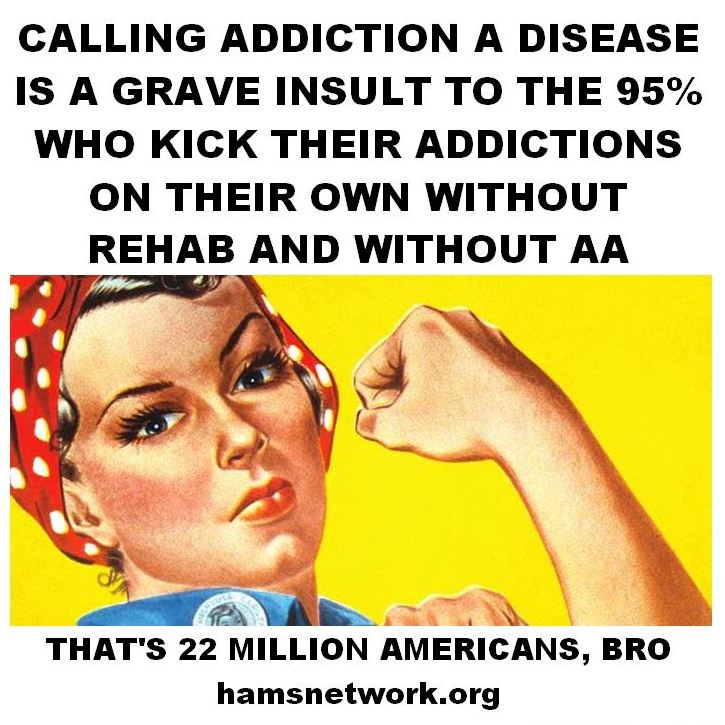 CALLING ADDICTION A DISEASE
IS A GRAVE INSULT TO THE 95%
WHO KICK THEIR ADDICTIONS
ON THEIR OWN WITHOUT
REHAB AND WITHOUT AA
THAT'S 22 MILLION AMERICANS, BRO
hamsnetwork.org